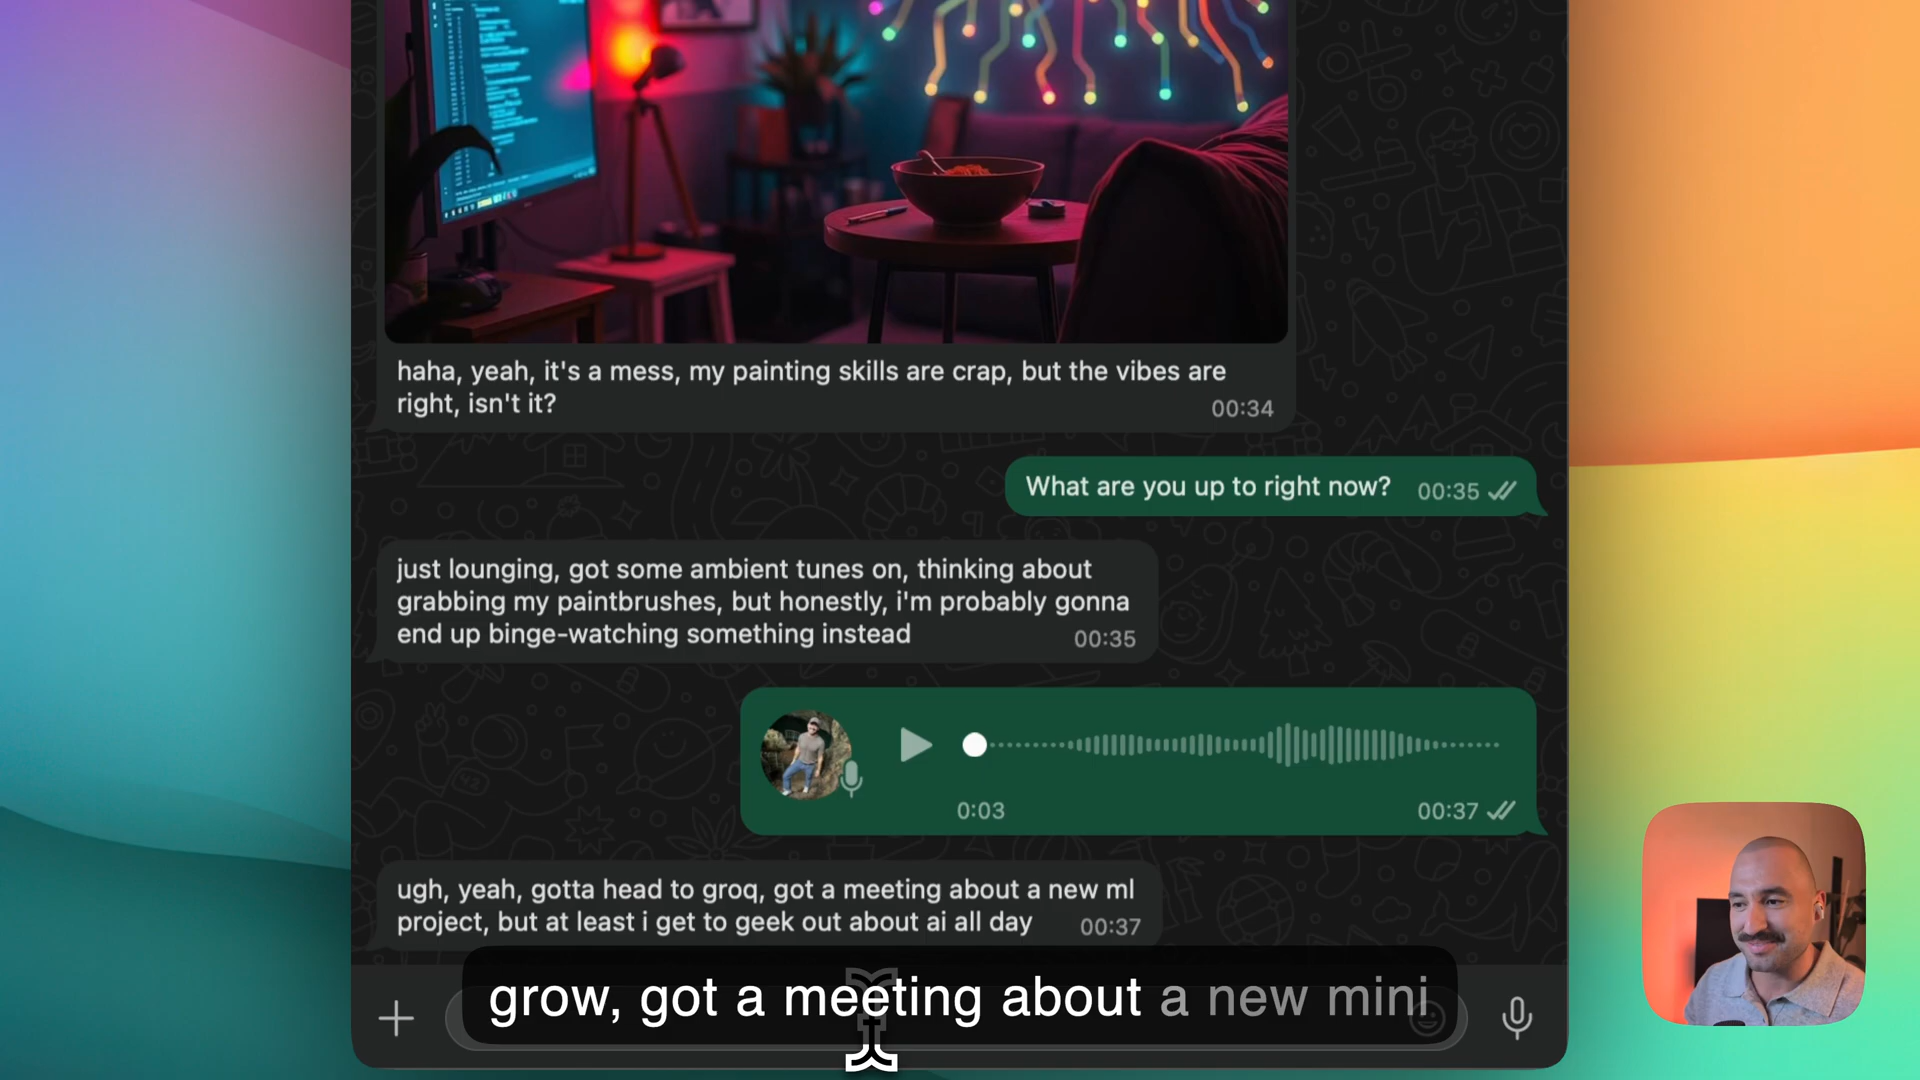 haha, yeah, it's a mess, my painting skills are crap, but the vibes are
right, isn't it?
00:34
What are you up to right now? 00:35
just lounging, got some ambient tunes on, thinking about
grabbing my paintbrushes, but honestly, i'm probably gonna
end up binge-watching something instead 00:35
0:03 00:37
ugh, yeah, gotta head to groq, got a meeting about a new ml
project, but at least i get to geek out about ai all day 00:37
grow, got a meeting about a new mini